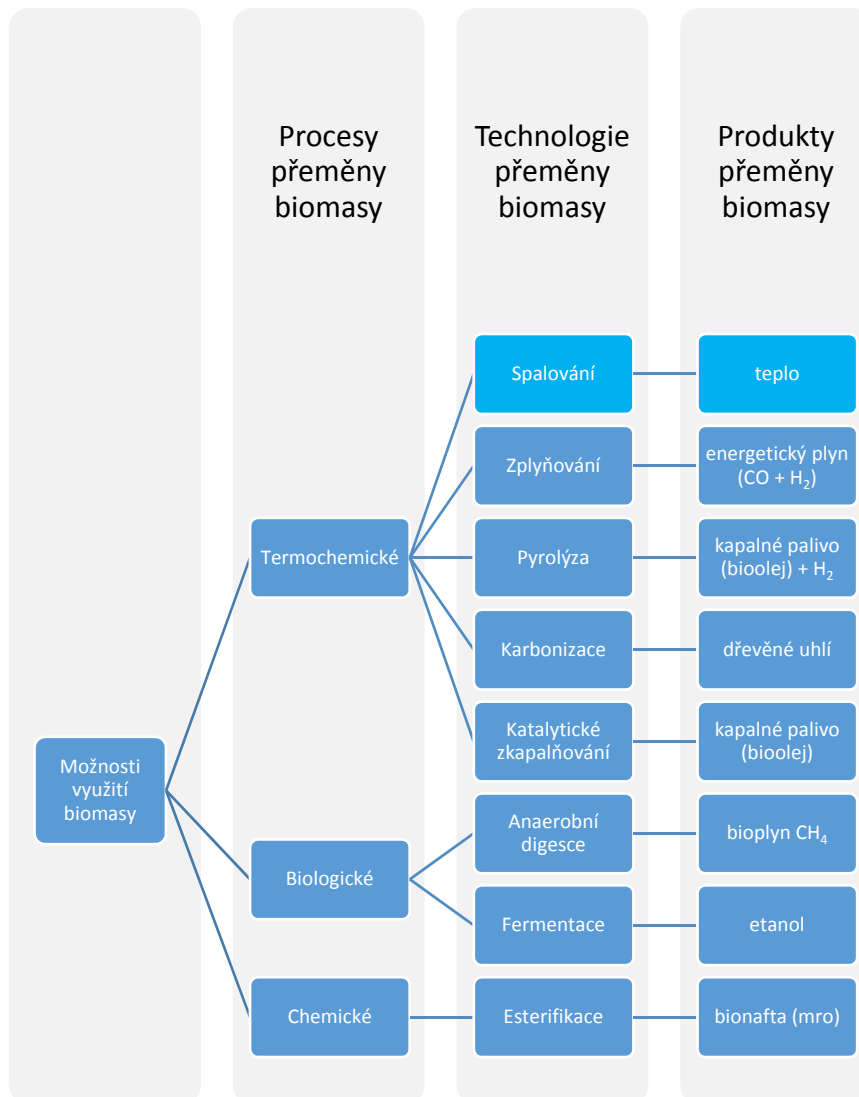 Procesy
přeměny
biomasy
Technologie
přeměny
biomasy
Produkty
přeměny
biomasy
Spalování
teplo
Zplyňování
energetický plyn
(CO + H₂)
Termochemické
Pyrolýza
kapalné palivo
(bioolej) + H₂
Karbonizace
dřevěné uhlí
Katalytické
zkapalňování
kapalné palivo
(bioolej)
Možnosti
využití
biomasy
Anaerobní
digesce
bioplyn CH₄
Biologické
Fermentace
etanol
Chemické
Esterifikace
bionafta (mro)